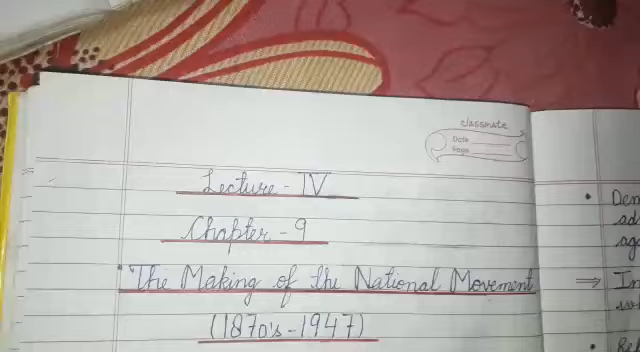 classmate
Date
Page
Lecture - IV
Chapter - 9
"The Making of the National Movement
(1870's - 1947)